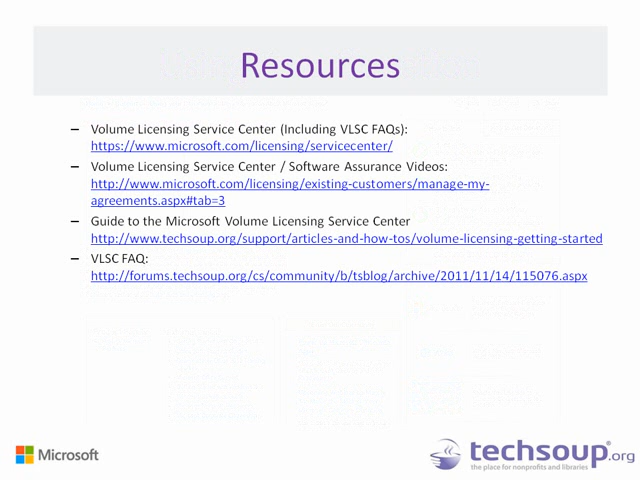 Resources
– Volume Licensing Service Center (Including VLSC FAQs):
https://www.microsoft.com/licensing/servicecenter/
– Volume Licensing Service Center / Software Assurance Videos:
http://www.microsoft.com/licensing/existing-customers/manage-my-
agreements.aspx#tab=3
– Guide to the Microsoft Volume Licensing Service Center
http://www.techsoup.org/support/articles-and-how-tos/volume-licensing-getting-started
– VLSC FAQ:
http://forums.techsoup.org/cs/community/b/tsblog/archive/2011/11/14/115076.aspx
Microsoft
techsoup®.org
the place for nonprofits and libraries